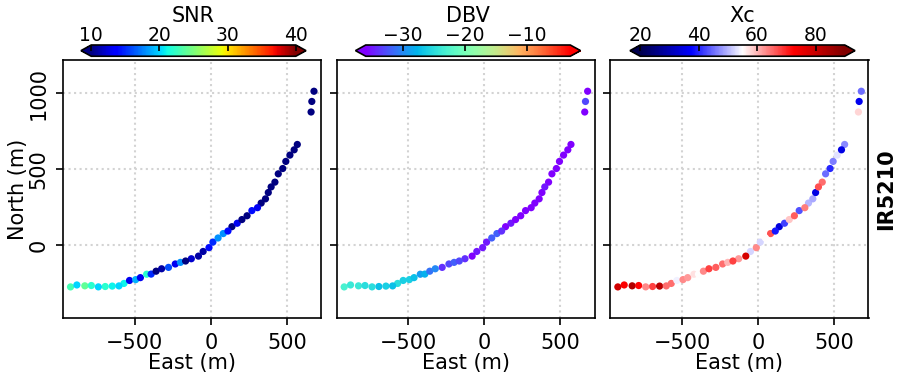 SNR DBV Xc
10 20 30 40 −30 −20 −10 20 40 60 80
1000
500
0
North (m)
IR5210
−500 0 500 −500 0 500 −500 0 500
East (m) East (m) East (m)